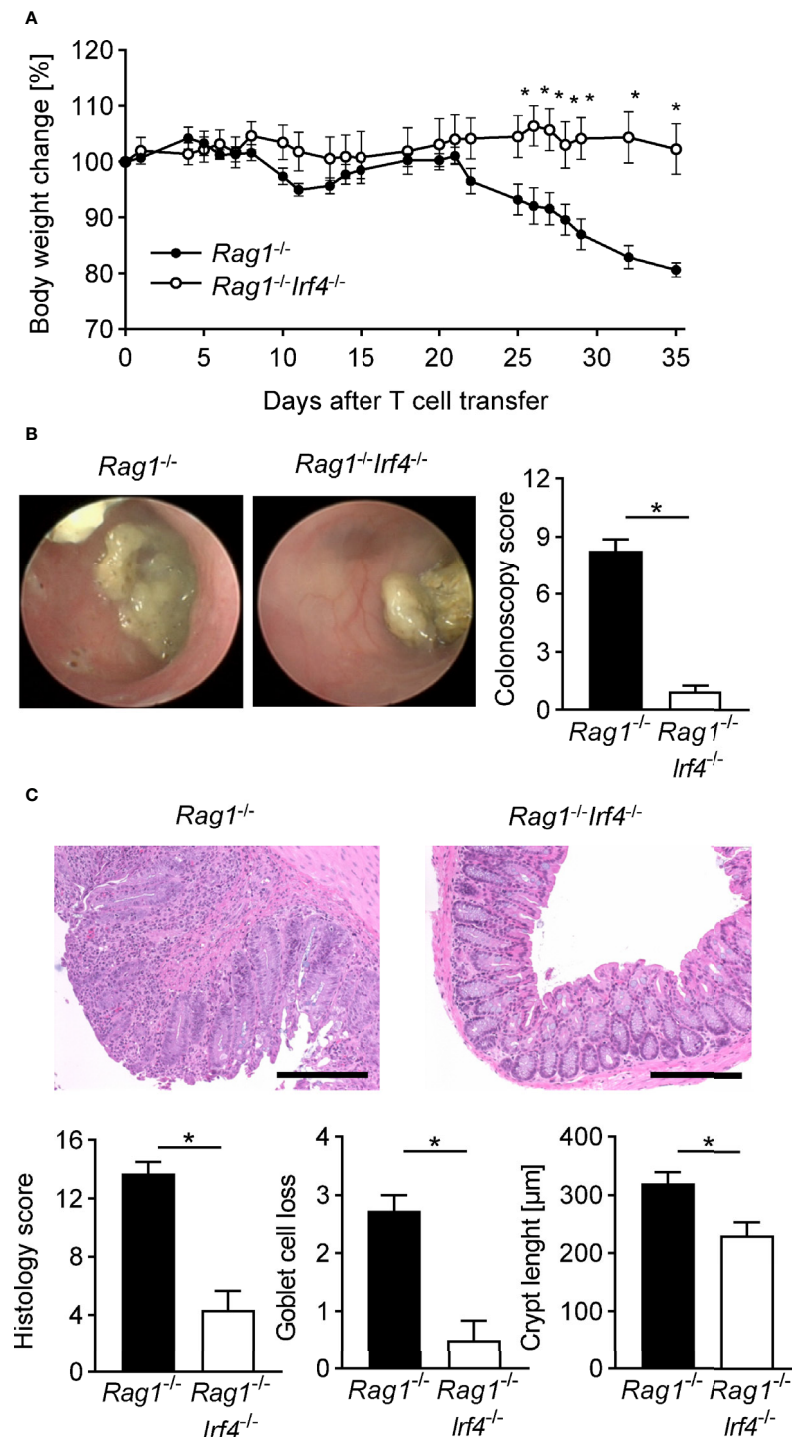 A
Body weight change [%]
120
110
100
90
80
70
* * * * * * *
Rag1-/-
Rag1-/-Irf4-/-
0 5 10 15 20 25 30 35
Days after T cell transfer
B
Rag1-/- Rag1-/-Irf4-/-
Colonoscopy score
12
9
6
3
0
*
Rag1-/- Rag1-/-
Irf4-/-
C
Rag1-/- Rag1-/-Irf4-/-
Histology score
16
12
8
4
0
*
Rag1-/- Rag1-/-
Irf4-/-
Goblet cell loss
4
3
2
1
0
*
Rag1-/- Rag1-/-
Irf4-/-
Crypt lenght [µm]
400
300
200
100
0
*
Rag1-/- Rag1-/-
Irf4-/-